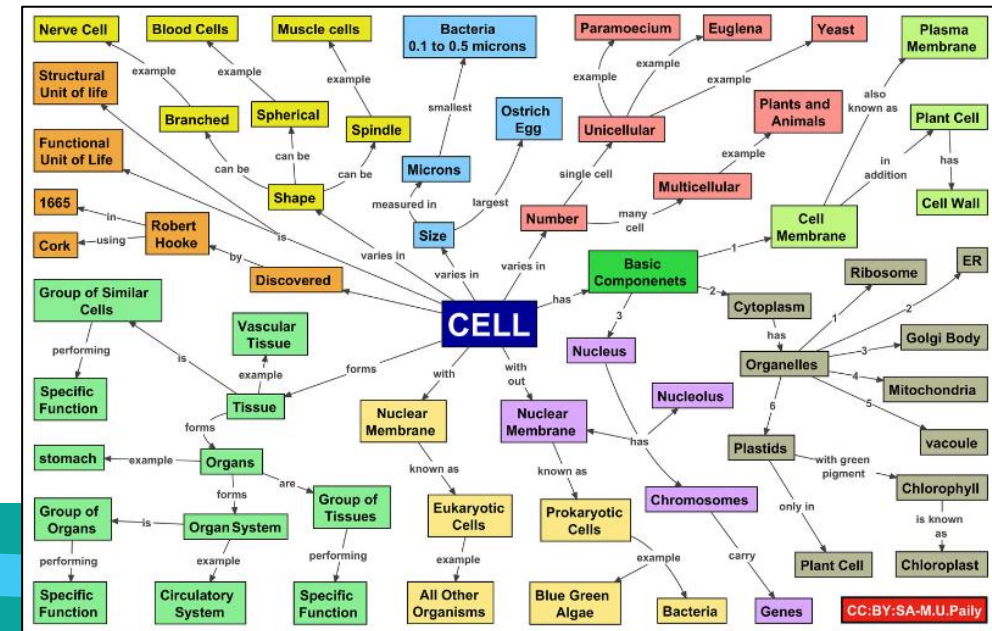 Nerve Cell
Blood Cells
Muscle cells
Bacteria
0.1 to 0.5 microns
Paramoecium
Euglena
Yeast
Plasma
Membrane
example
example
example
smallest
example
example
example
also
known as
Structural
Unit of life
Branched
Spherical
Spindle
Ostrich
Egg
Unicellular
Plants and
Animals
Plant Cell
Functional
Unit of Life
can be
can be
can be
Microns
single cell
example
in
addition
has
Shape
measured in
largest
Multicellular
Cell Wall
1665
in
Robert
Hooke
Cork
using
is
Size
Number
many
cell
Cell
Membrane
by
Discovered
varies in
varies in
varies in
Basic
Componenets
1
Ribosome
ER
Group of Similar
Cells
CELL
has
2
Cytoplasm
1
2
Vascular
Tissue
3
has
Golgi Body
performing
is
example
forms
with
with
out
Nucleus
Organelles
3
4
Mitochondria
Specific
Function
Tissue
Nuclear
Membrane
Nuclear
Membrane
Nucleolus
6
5
forms
has
Plastids
vacoule
stomach
example
Organs
known as
known as
with green
pigment
forms
are
Chromosomes
Chlorophyll
Group of
Organs
is
Organ System
Group of
Tissues
Eukaryotic
Cells
Prokaryotic
Cells
only in
is known
as
performing
example
performing
example
example
carry
Plant Cell
Chloroplast
Specific
Function
Circulatory
System
Specific
Function
All Other
Organisms
Blue Green
Algae
Bacteria
Genes
CC:BY:SA-M.U.Paily